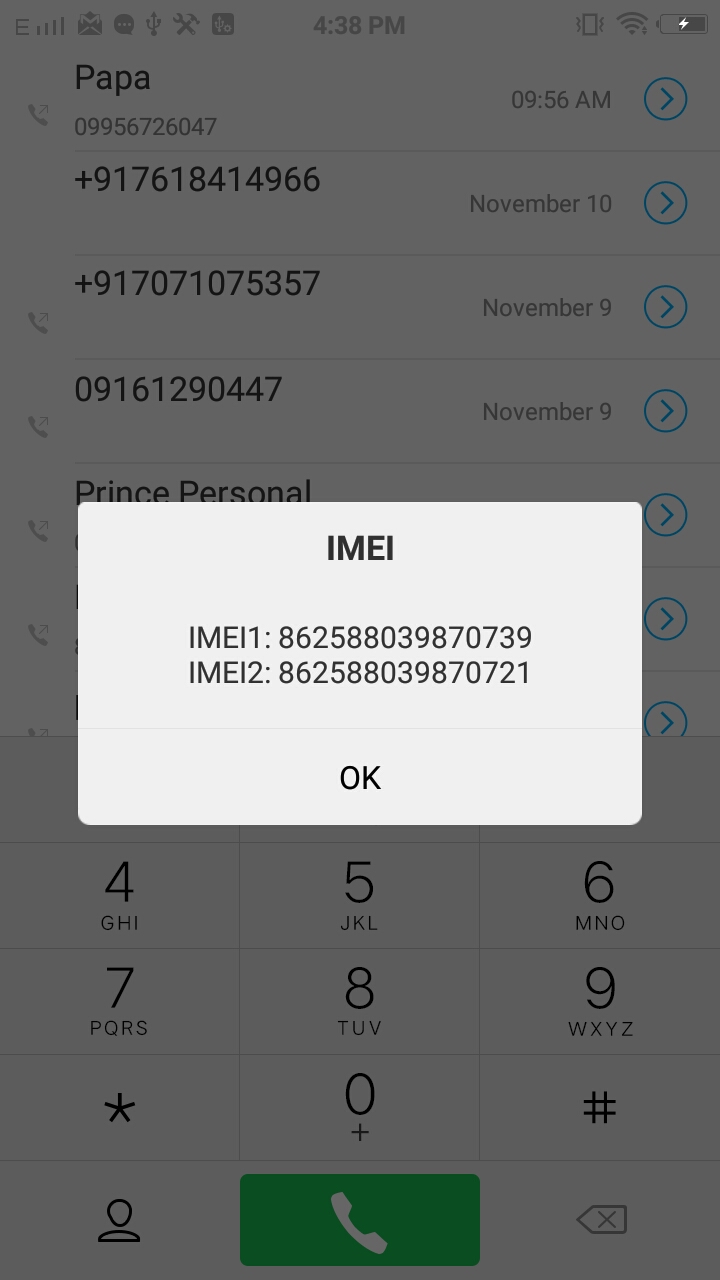 E 4:38 PM
Papa
09956726047
09:56 AM
+917618414966
November 10
+917071075357
November 9
09161290447
November 9
Prince Personal
IMEI
IMEI1: 862588039870739
IMEI2: 862588039870721
OK
4 5 6
GHI JKL MNO
7 8 9
PQRS TUV WXYZ
* 0 #
+